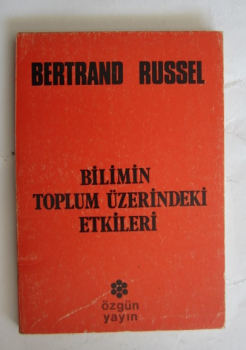 BERTRAND RUSSEL
BİLİMİN
TOPLUM ÜZERİNDEKİ
ETKİLERİ
özgün
yayın